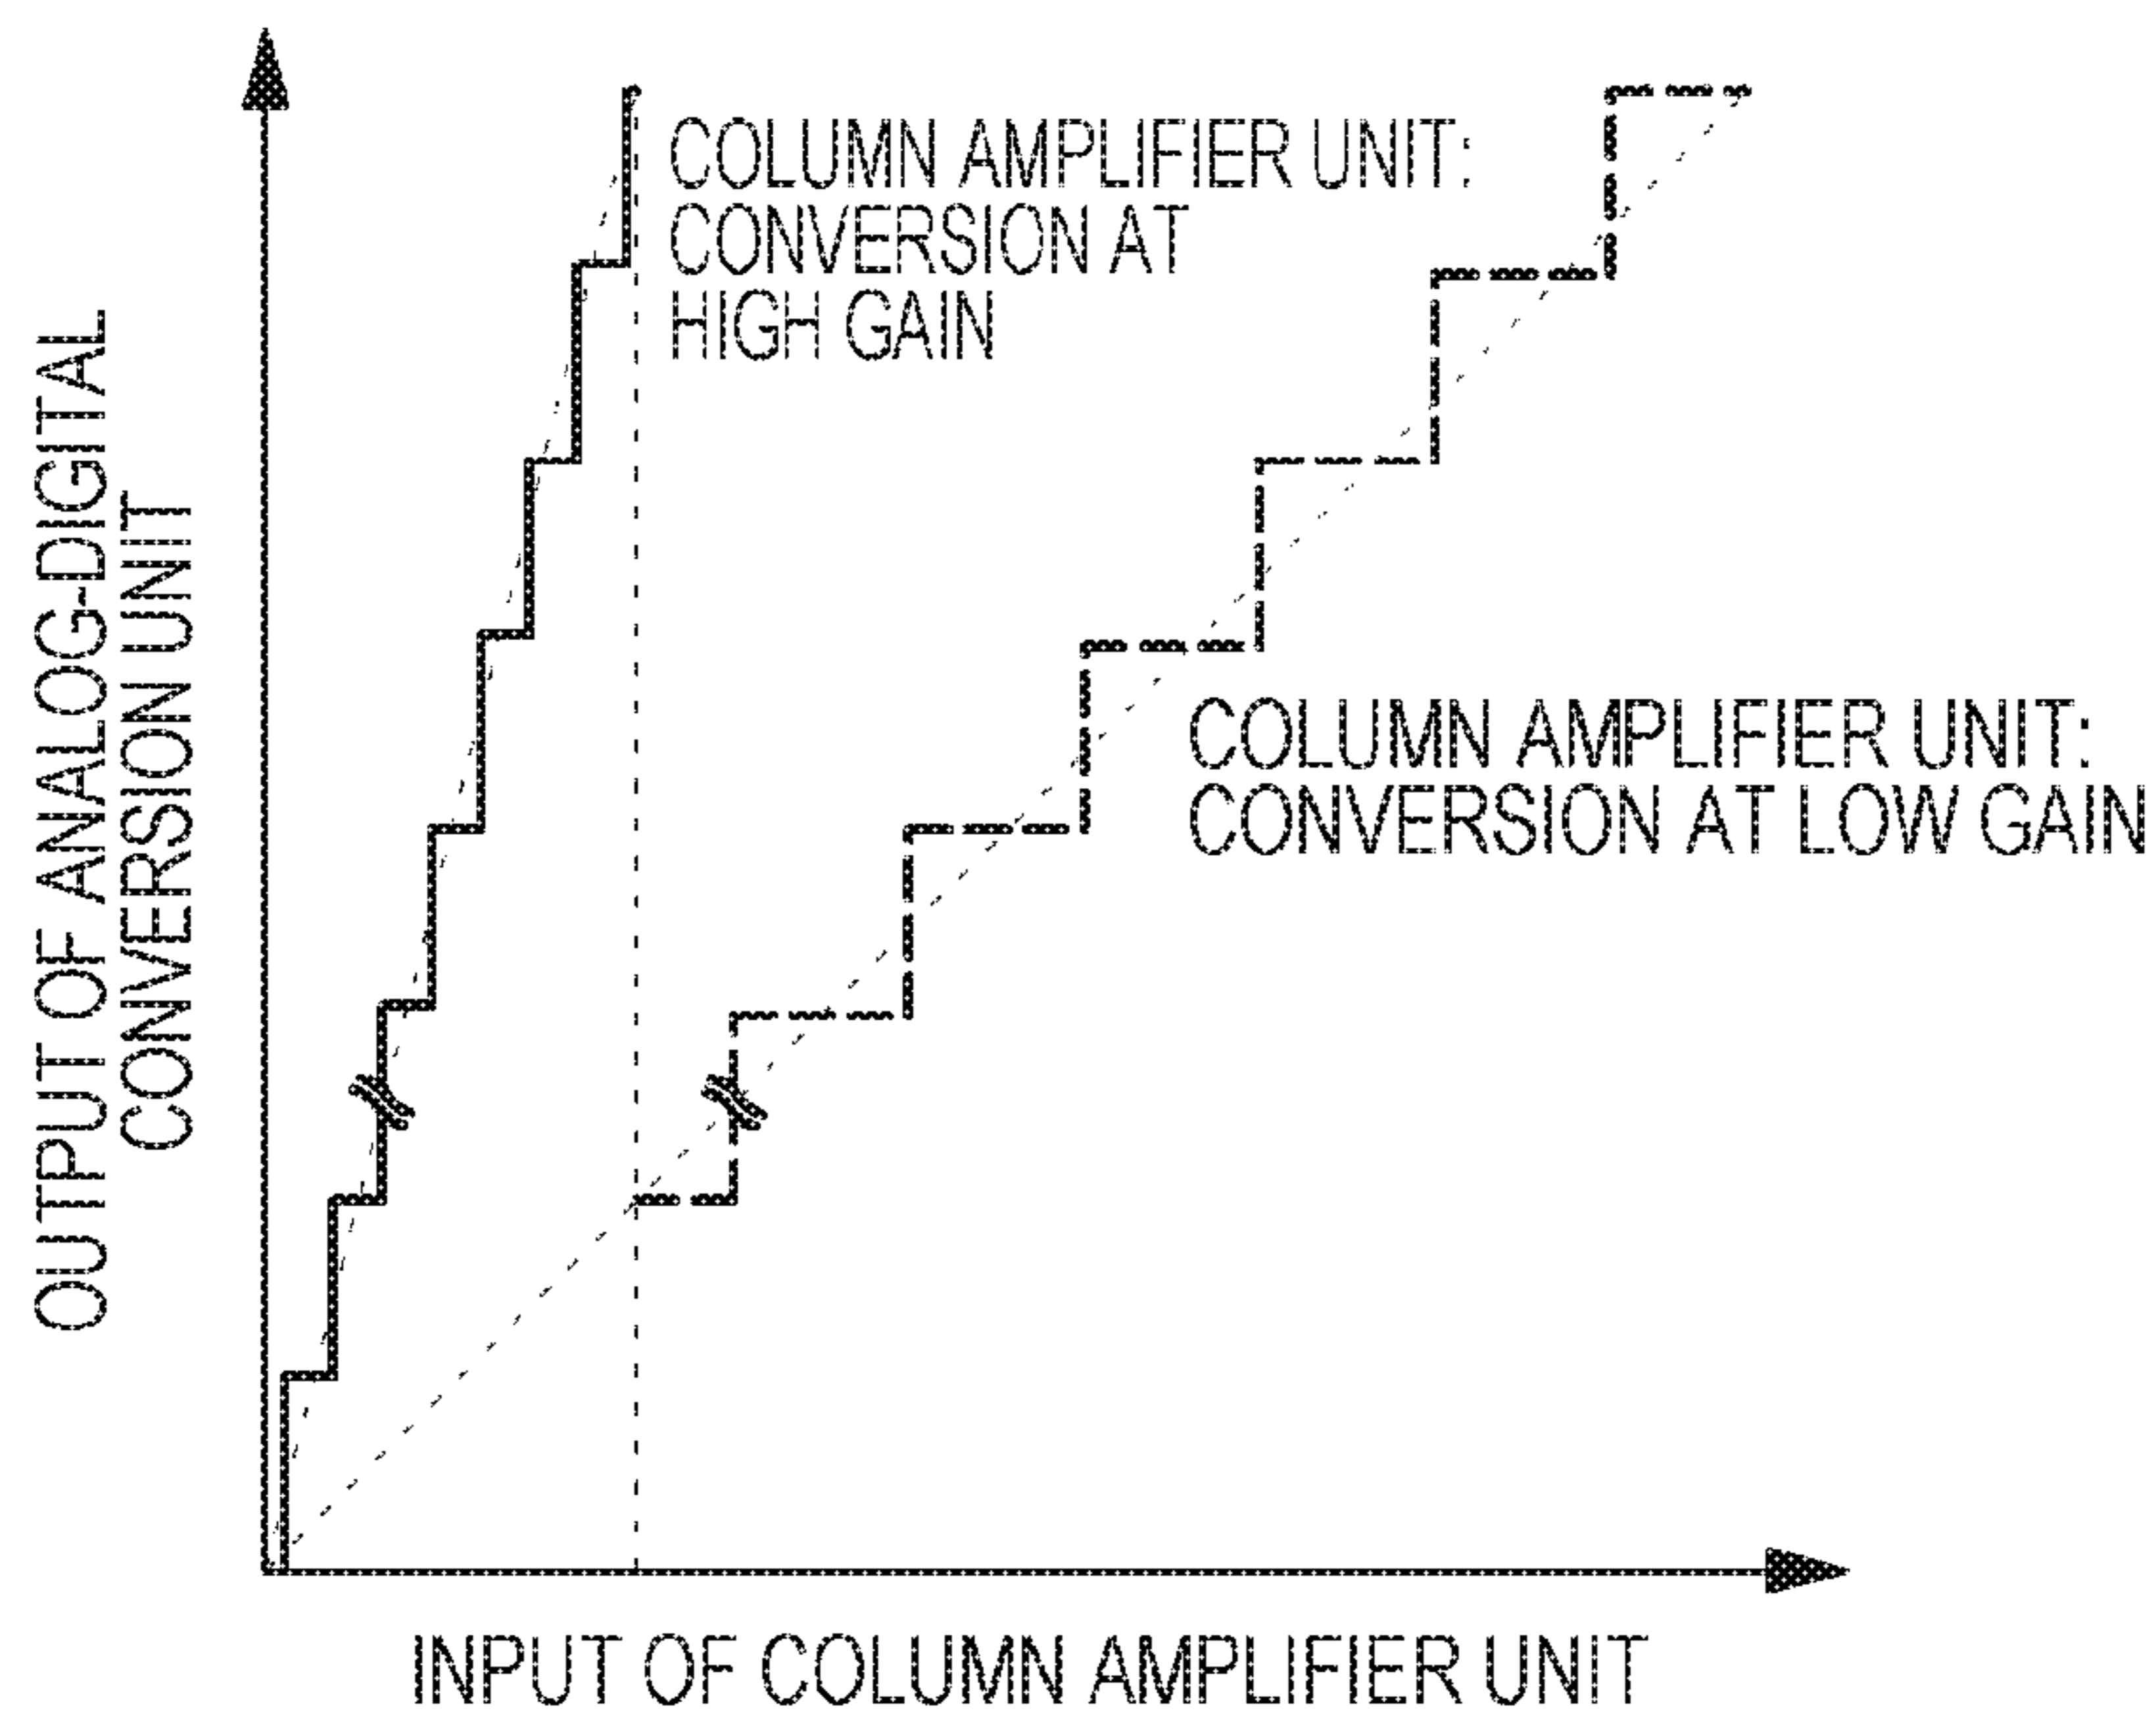 OUTPUT OF ANALOG-DIGITAL
CONVERSION UNIT
COLUMN AMPLIFIER UNIT:
CONVERSION AT
HIGH GAIN
COLUMN AMPLIFIER UNIT:
CONVERSION AT LOW GAIN
INPUT OF COLUMN AMPLIFIER UNIT